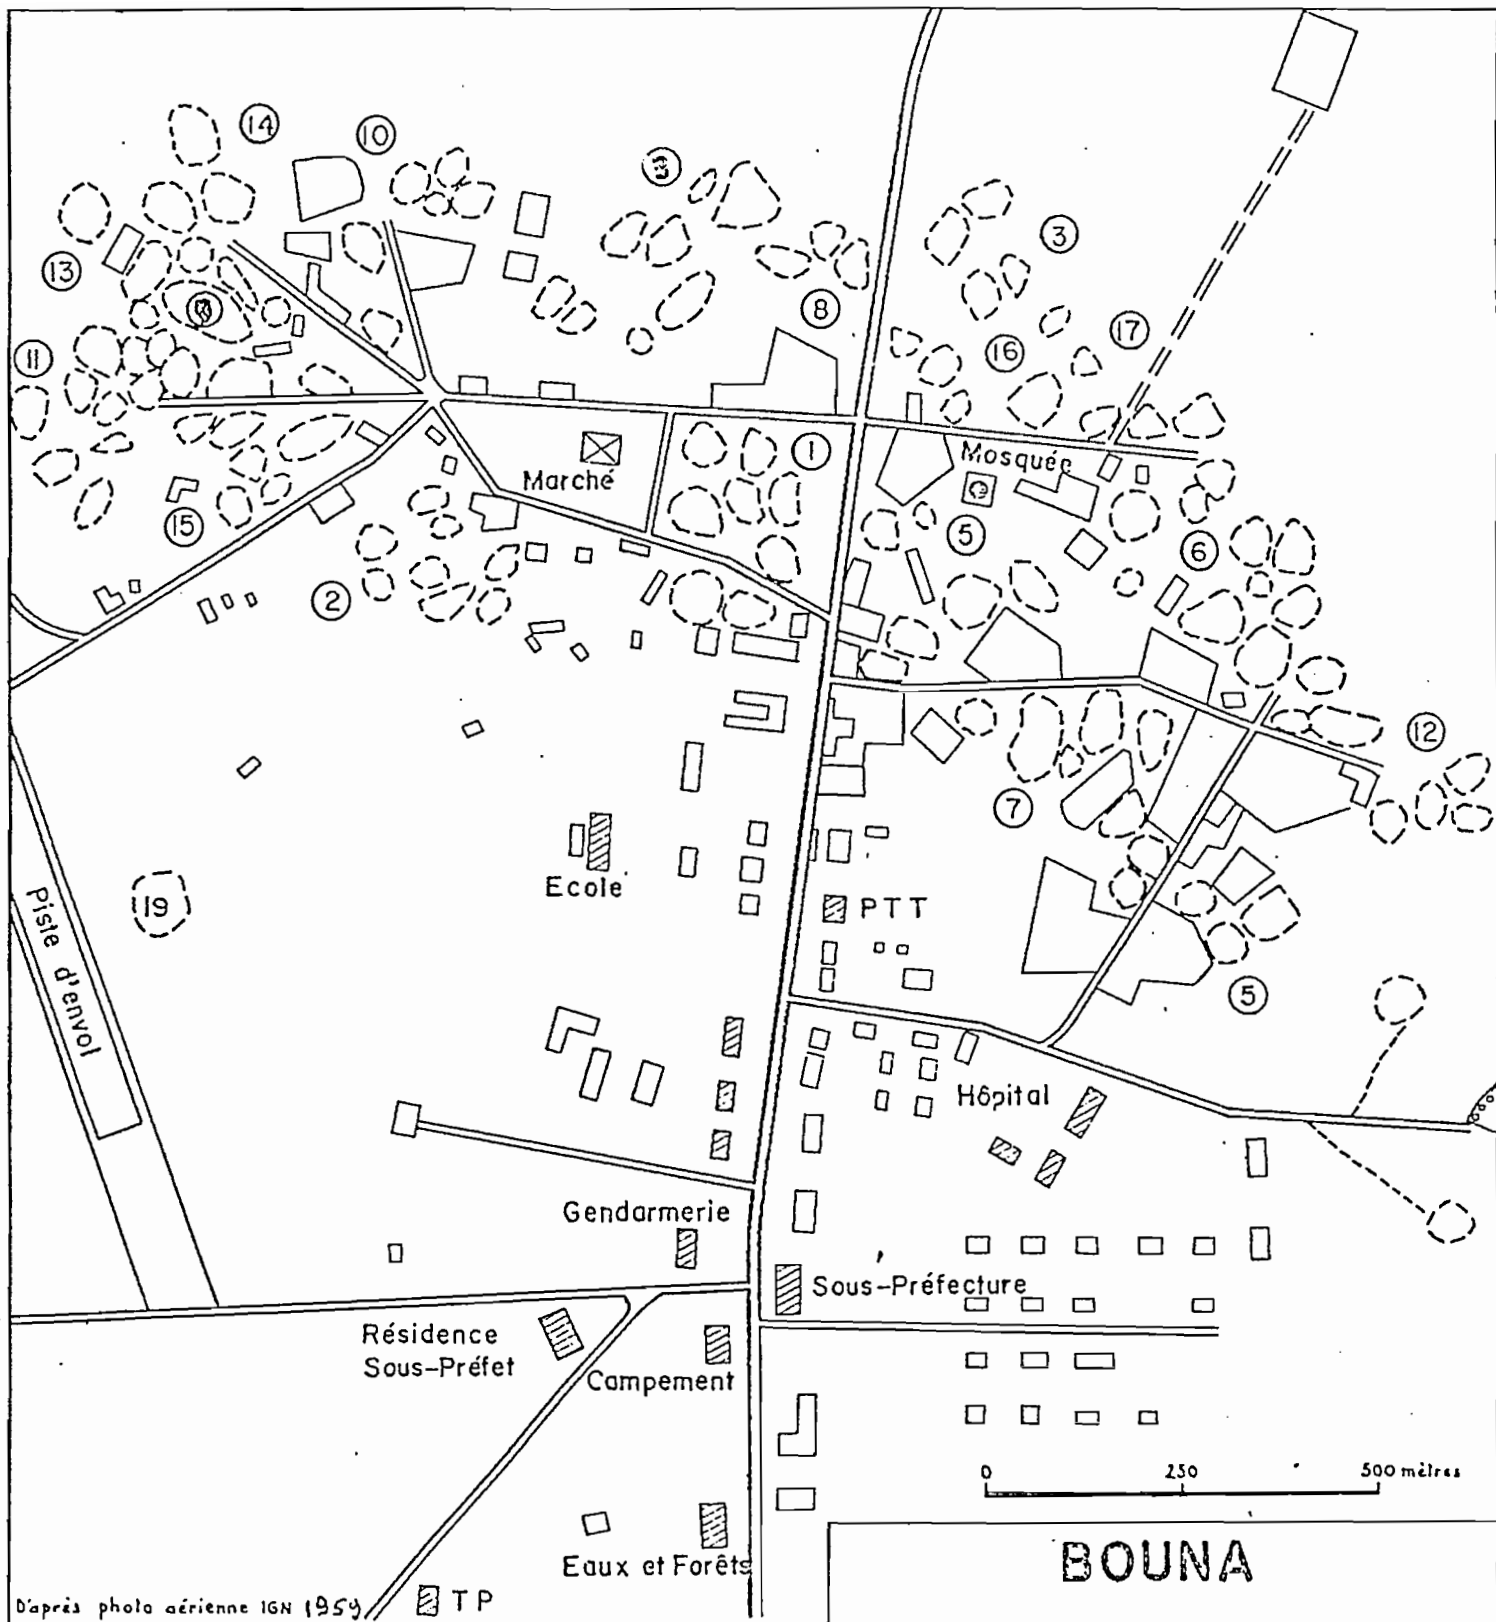 14
10
3
13
8
16
17
11
Marché
1
Mosquée
5
15
2
6
12
7
Ecole
PTT
19
Piste d'envol
5
Hôpital
Gendarmerie
Sous-Préfecture
Résidence
Sous-Préfet
Campement
0 250 500 mètres
Eaux et Forêts
BOUNA
D'après photo aérienne IGN 1959
TP